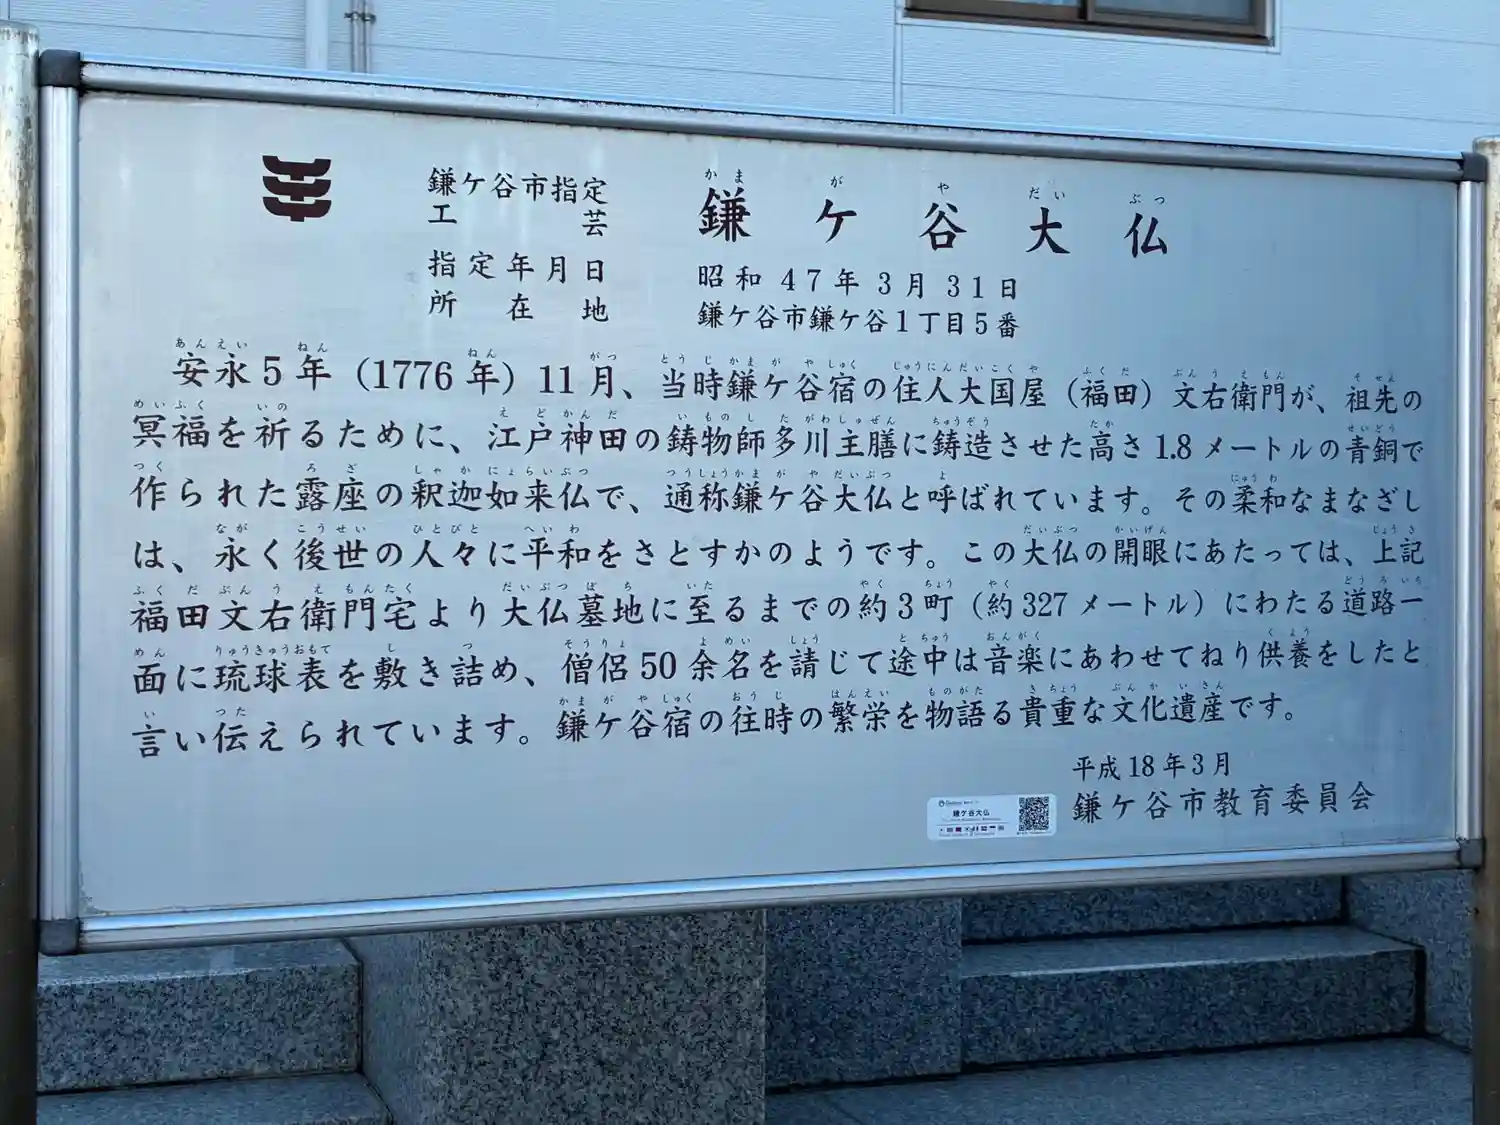 鎌ケ谷市指定
工芸
鎌ケ谷大仏
かまがやだいぶつ
指定年月日 昭和47年3月31日
所在地 鎌ケ谷市鎌ケ谷1丁目5番
安永5年（1776年）11月、当時鎌ケ谷宿の住人大国屋（福田）文右衛門が、祖先の
冥福を祈るために、江戸神田の鋳物師多川主膳に鋳造させた高さ1.8メートルの青銅で
作られた露座の釈迦如来仏で、通称鎌ケ谷大仏と呼ばれています。その柔和なまなざし
は、永く後世の人々に平和をさとすかのようです。この大仏の開眼にあたっては、上記
福田文右衛門宅より大仏墓地に至るまでの約3町（約327メートル）にわたる道路一
面に琉球表を敷き詰め、僧侶50余名を請じて途中は音楽にあわせてねり供養をしたと
言い伝えられています。鎌ケ谷宿の往時の繁栄を物語る貴重な文化遺産です。
平成18年3月
鎌ケ谷市教育委員会
鎌ケ谷大仏